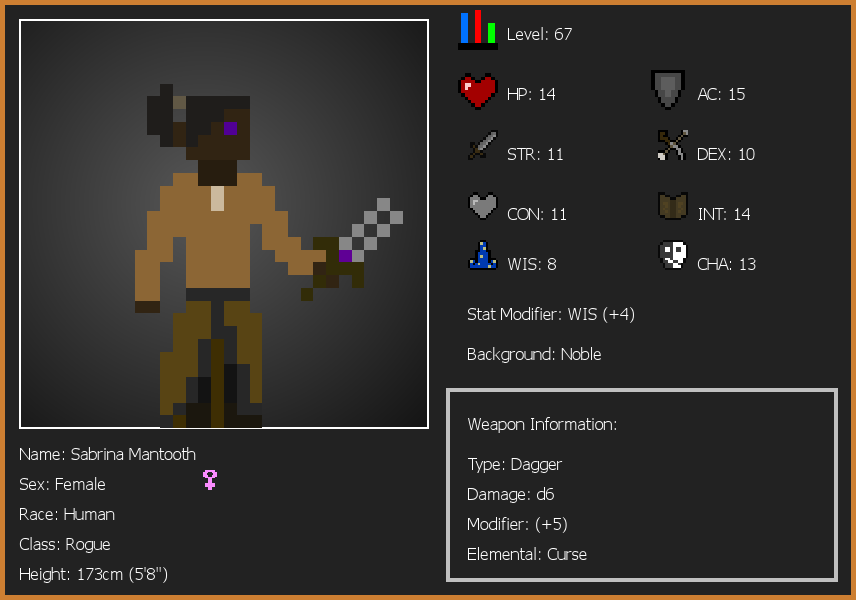 Level: 67
HP: 14
AC: 15
STR: 11
DEX: 10
CON: 11
INT: 14
WIS: 8
CHA: 13
Stat Modifier: WIS (+4)
Background: Noble
Weapon Information:
Type: Dagger
Damage: d6
Modifier: (+5)
Elemental: Curse
Name: Sabrina Mantooth
Sex: Female
Race: Human
Class: Rogue
Height: 173cm (5'8")